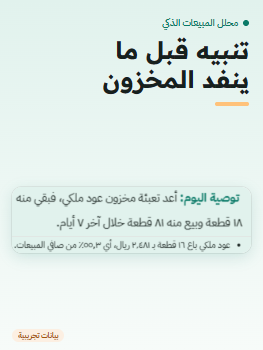 محلل المبيعات الذكي
تنبيه قبل ما
ينفد المخزون
توصية اليوم: أعد تعبئة مخزون عود ملكي، فبقي منه
١٨ قطعة وبيع منه ٨١ قطعة خلال آخر ٧ أيام.
• عود ملكي باع ١٦ قطعة بـ ٢٬٤٨١ ريال، أي ٥٥٫٣٪ من صافي المبيعات.
بيانات تجريبية